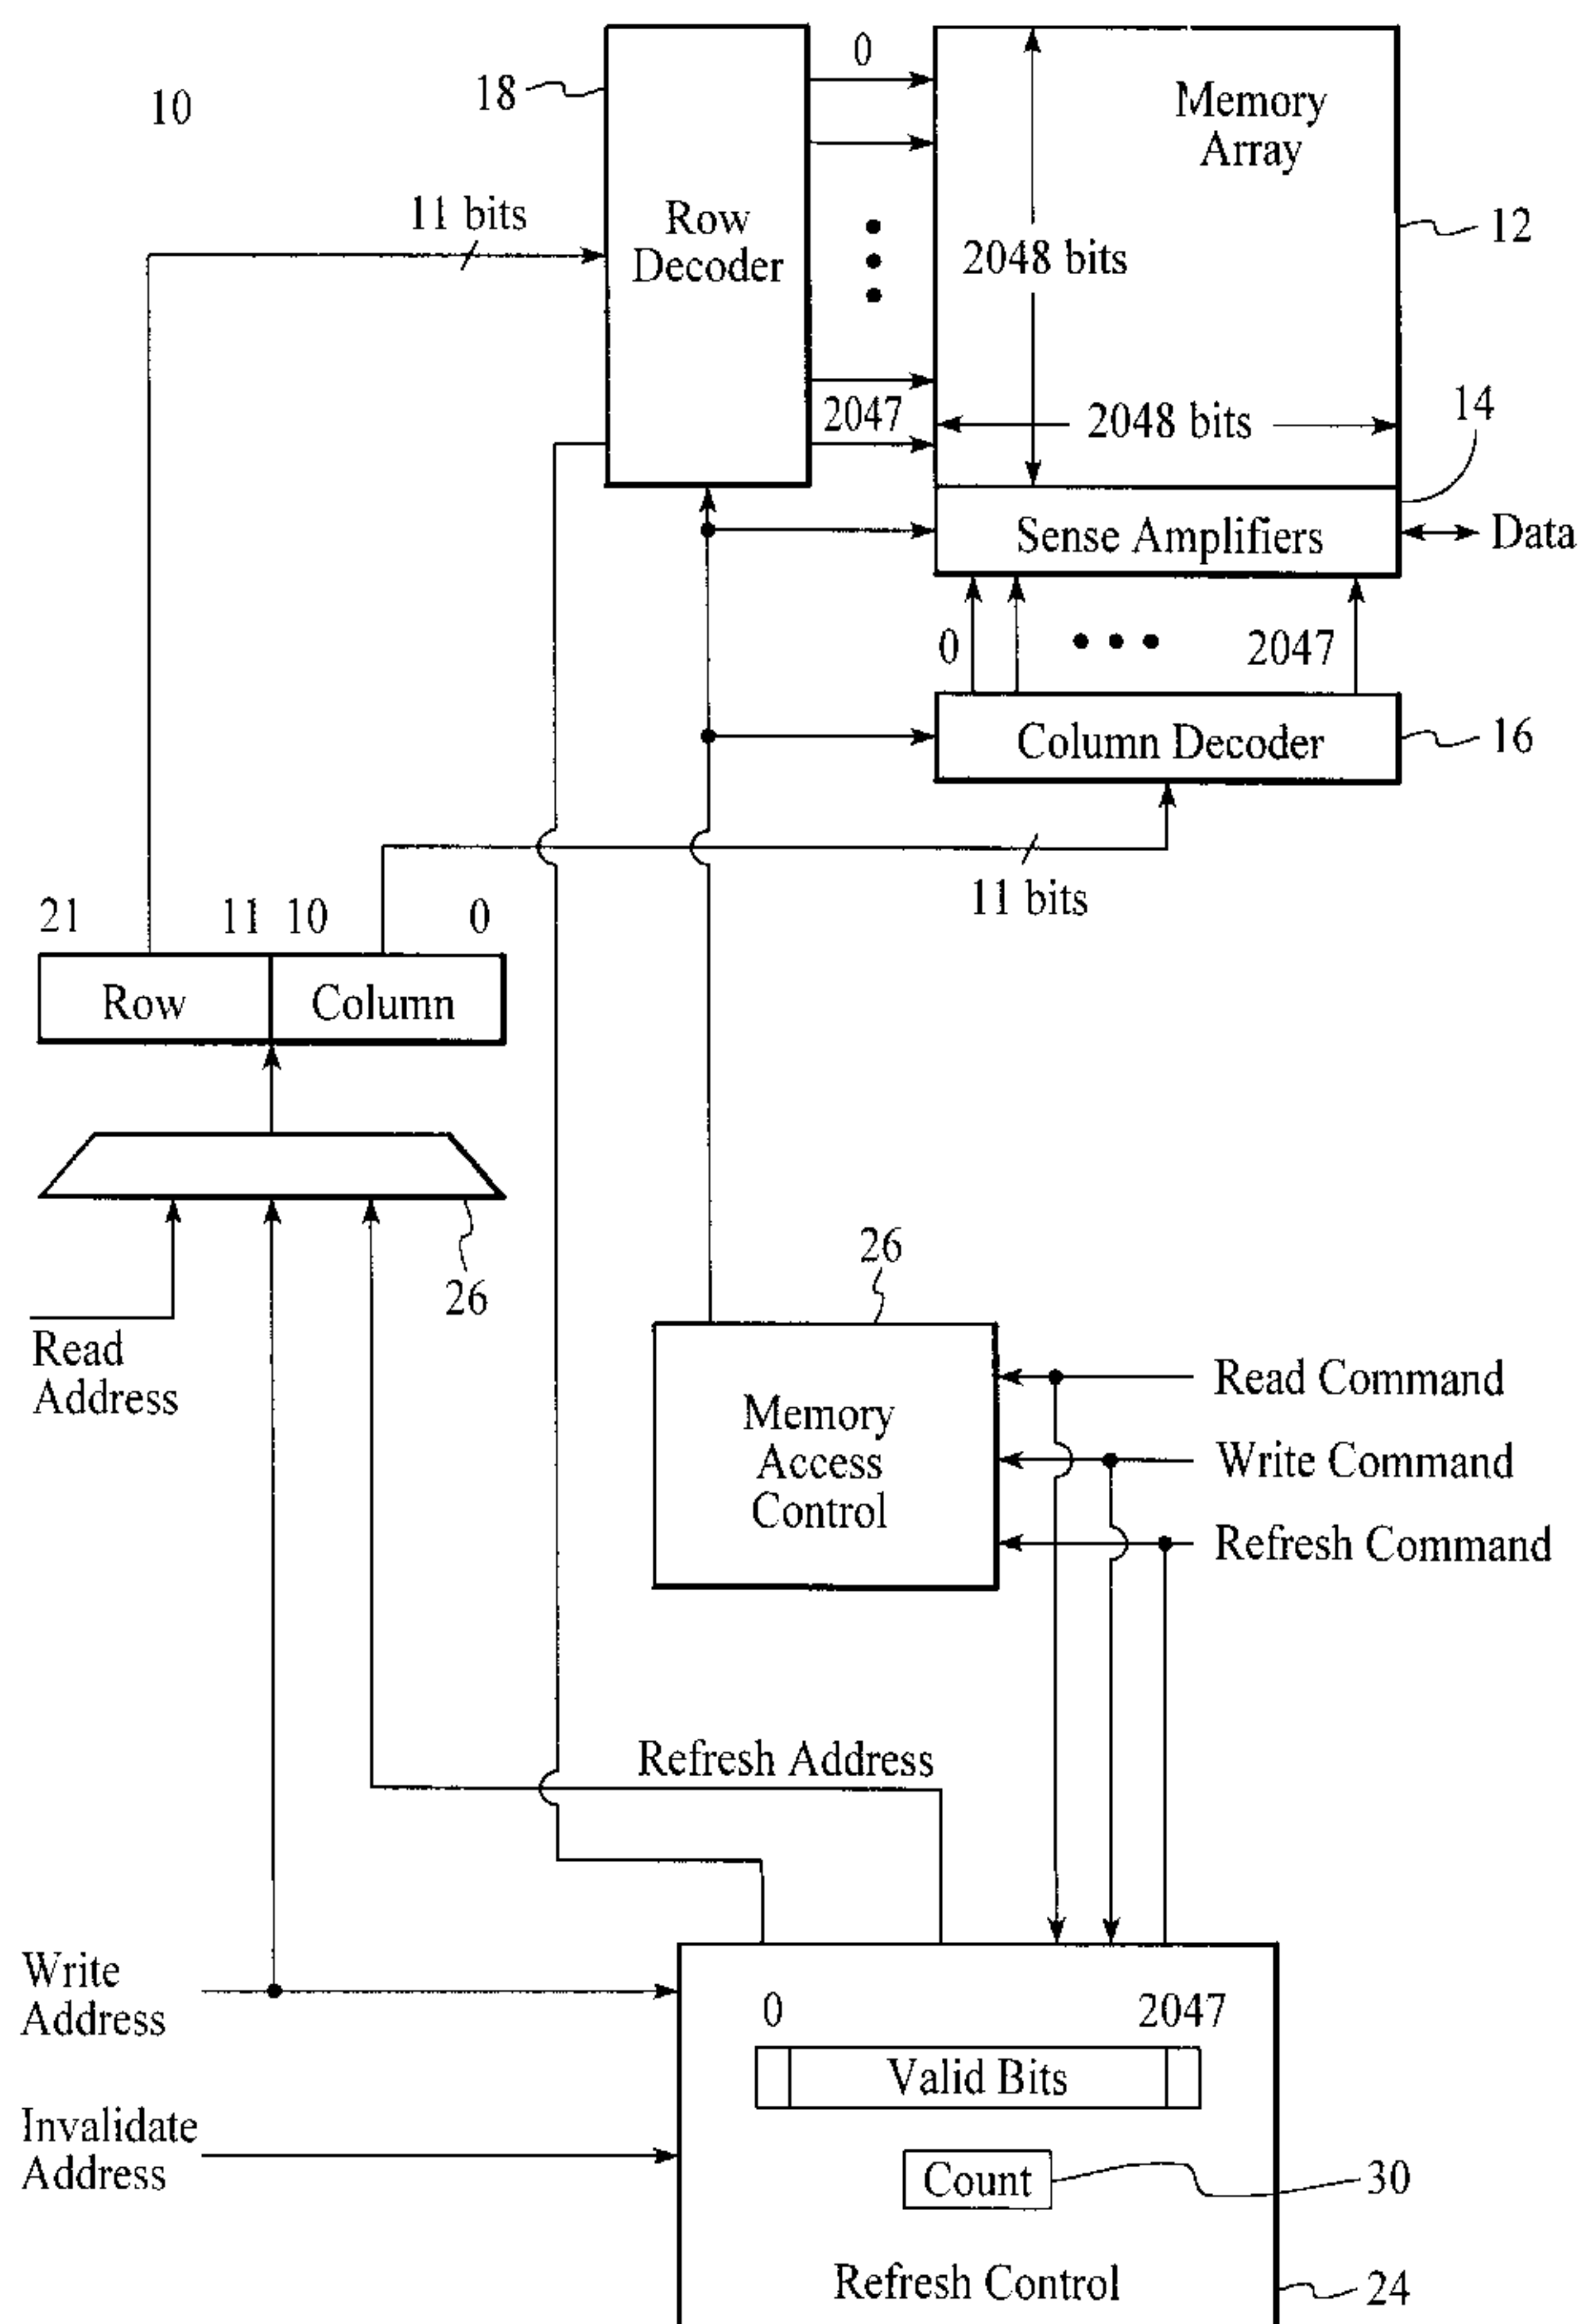 10
18
0
Memory
Array
11 bits
Row
Decoder
2048 bits
12
2047
2048 bits
14
Sense Amplifiers
Data
0
2047
Column Decoder
16
11 bits
21
11
10
0
Row
Column
26
Read
Address
26
Memory
Access
Control
Read Command
Write Command
Refresh Command
Refresh Address
Write
Address
0
2047
Valid Bits
Invalidate
Address
Count
30
Refresh Control
24